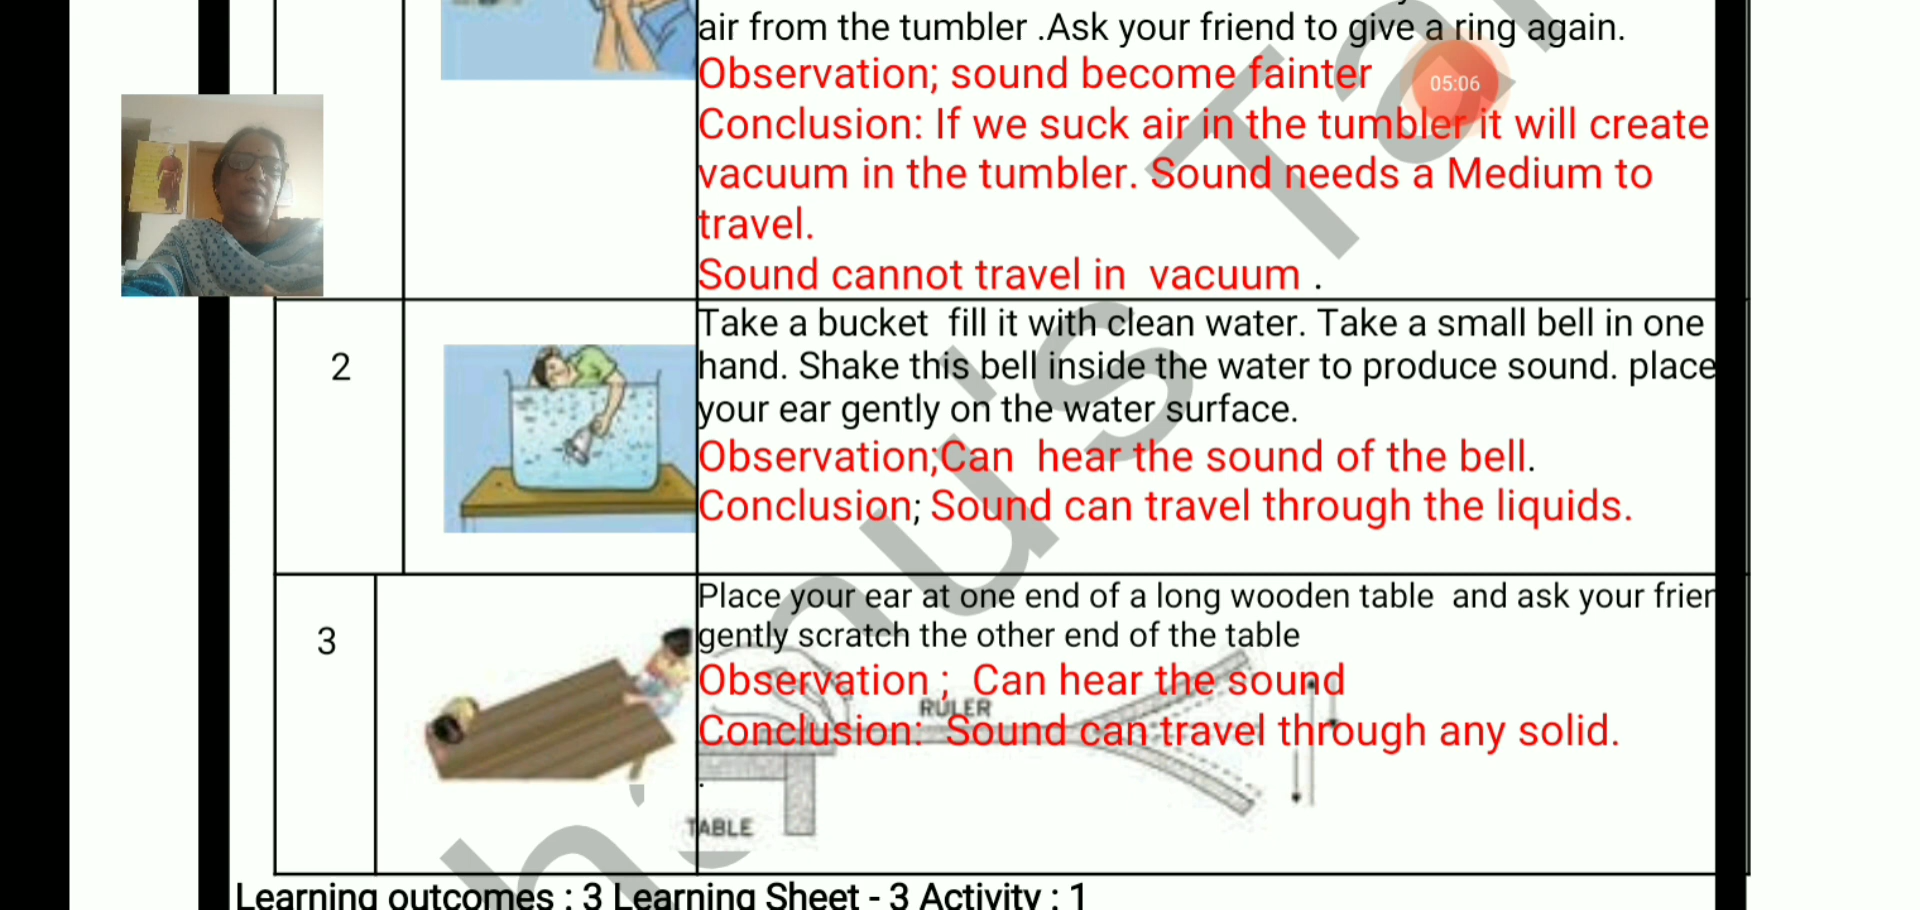 air from the tumbler .Ask your friend to give a ring again.
Observation; sound become fainter
05:06
Conclusion: If we suck air in the tumbler it will create
vacuum in the tumbler. Sound needs a Medium to
travel.
Sound cannot travel in vacuum .
2
Take a bucket fill it with clean water. Take a small bell in one
hand. Shake this bell inside the water to produce sound. place
your ear gently on the water surface.
Observation;Can hear the sound of the bell.
Conclusion; Sound can travel through the liquids.
3
Place your ear at one end of a long wooden table and ask your frien
gently scratch the other end of the table
Observation ; Can hear the sound
RULER
Conclusion: Sound can travel through any solid.
.
TABLE
Learning outcomes : 3 Learning Sheet - 3 Activity : 1